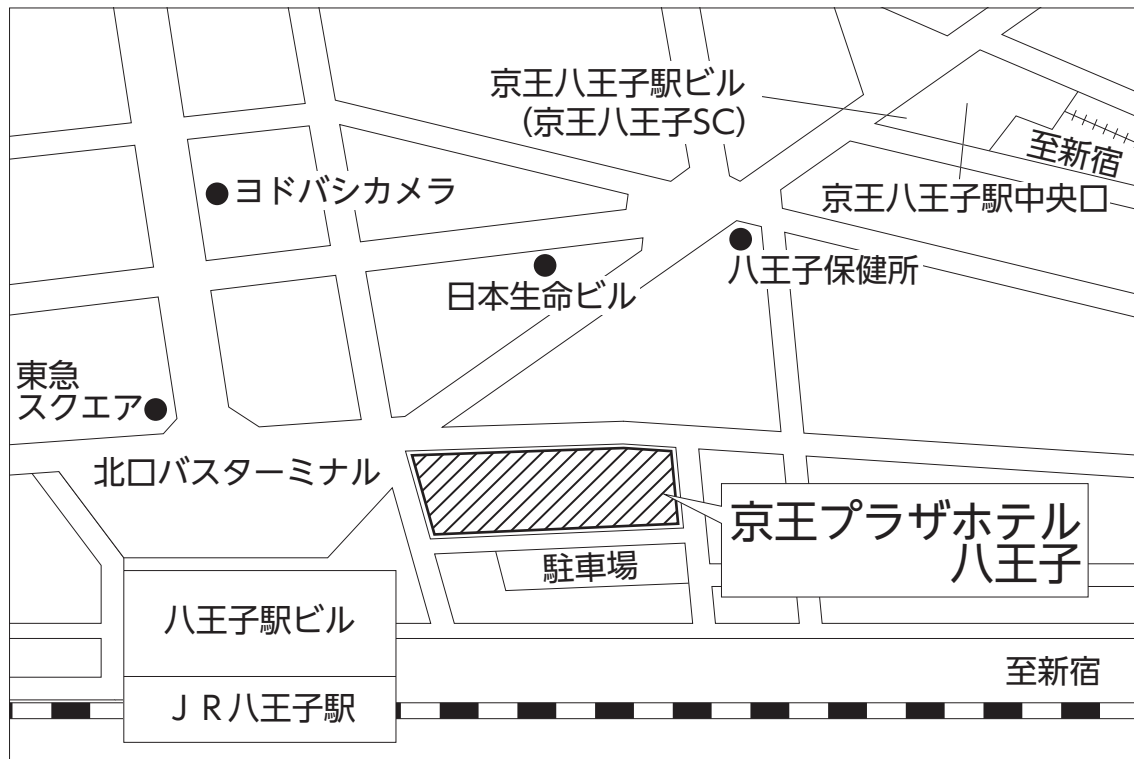 京王八王子駅ビル
(京王八王子SC)
至新宿
ヨドバシカメラ
京王八王子駅中央口
八王子保健所
日本生命ビル
東急
スクエア
北口バスターミナル
京王プラザホテル
八王子
駐車場
八王子駅ビル
至新宿
ＪＲ八王子駅